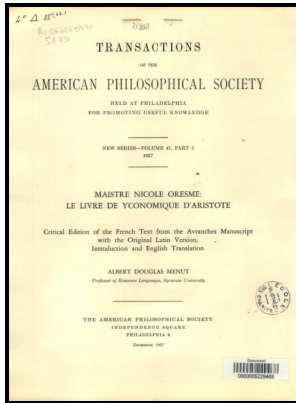 TRANSACTIONS
OF THE
AMERICAN PHILOSOPHICAL SOCIETY
HELD AT PHILADELPHIA
FOR PROMOTING USEFUL KNOWLEDGE
NEW SERIES—VOLUME 47, PART 5
1957
MAISTRE NICOLE ORESME:
LE LIVRE DE YCONOMIQUE D'ARISTOTE
Critical Edition of the French Text from the Avranches Manuscript
with the Original Latin Version,
Introduction and English Translation
ALBERT DOUGLAS MENUT
Professor of Romance Languages, Syracuse University
THE AMERICAN PHILOSOPHICAL SOCIETY
INDEPENDENCE SQUARE
PHILADELPHIA 6
DECEMBER, 1957